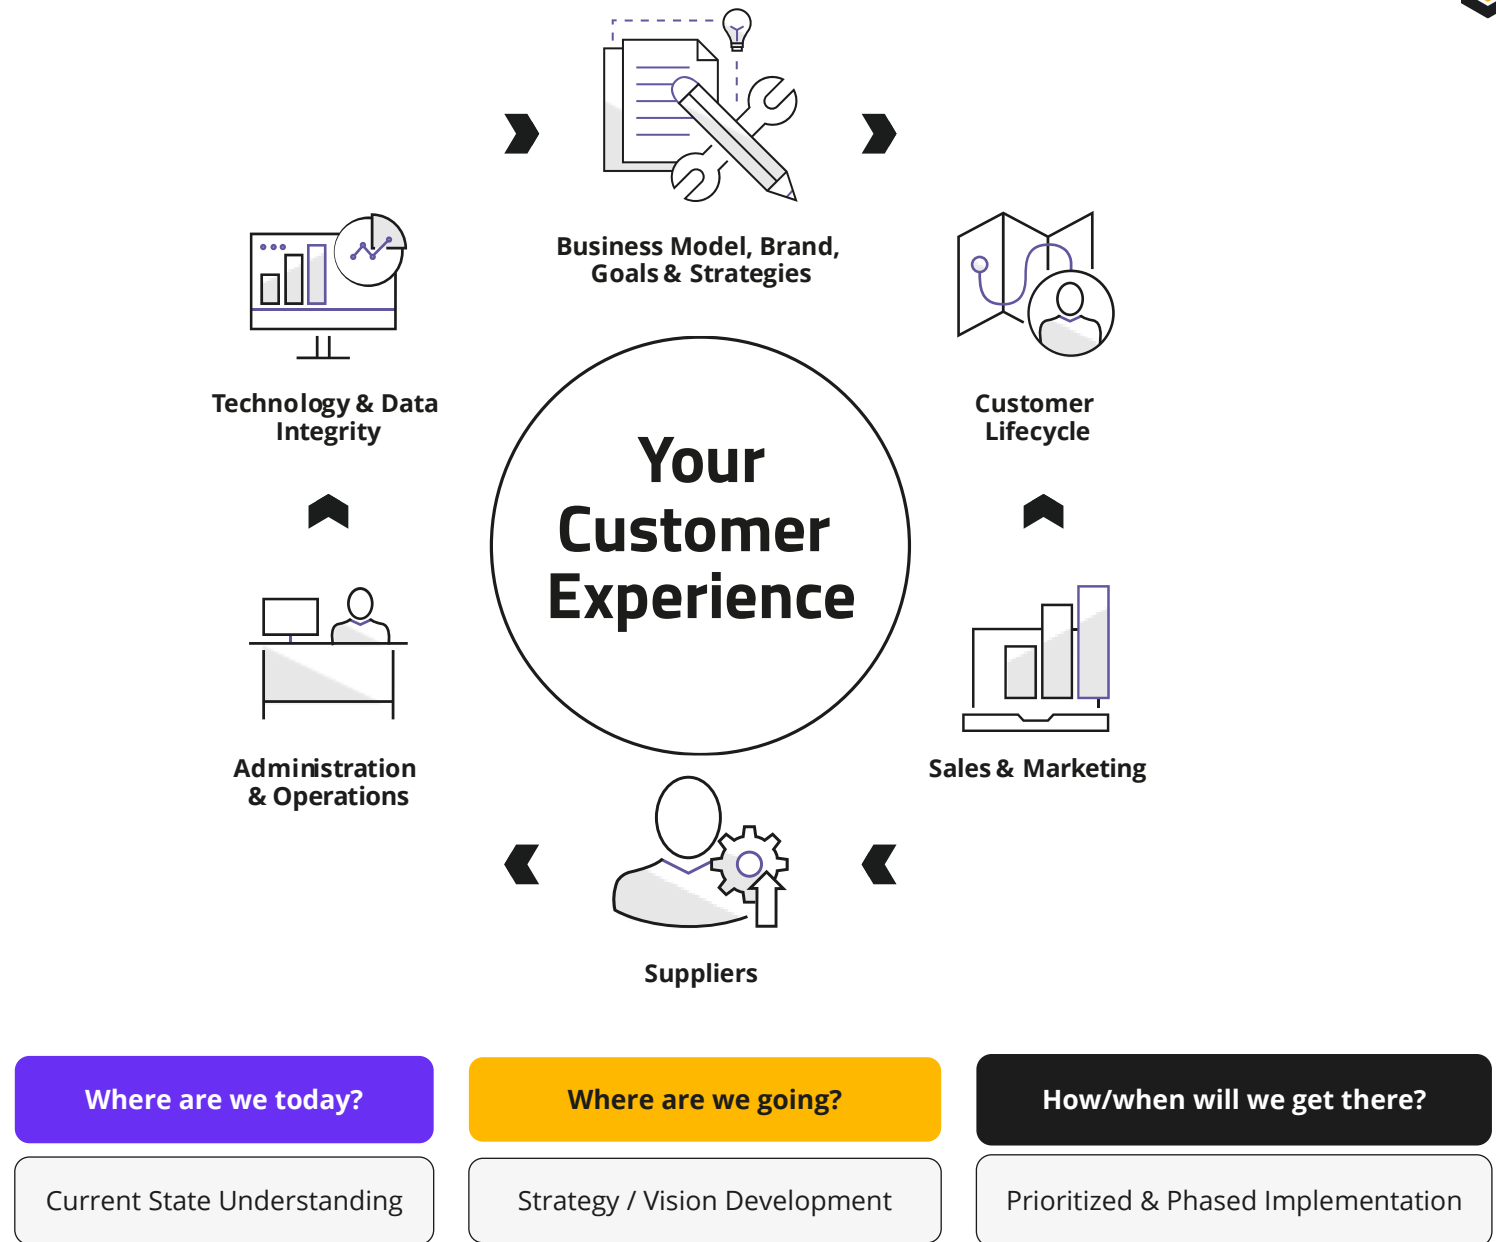 Business Model, Brand,
Goals & Strategies
Technology & Data
Integrity
Customer
Lifecycle
Your
Customer
Experience
Administration
& Operations
Sales & Marketing
Suppliers
Where are we today?
Where are we going?
How/when will we get there?
Current State Understanding
Strategy / Vision Development
Prioritized & Phased Implementation